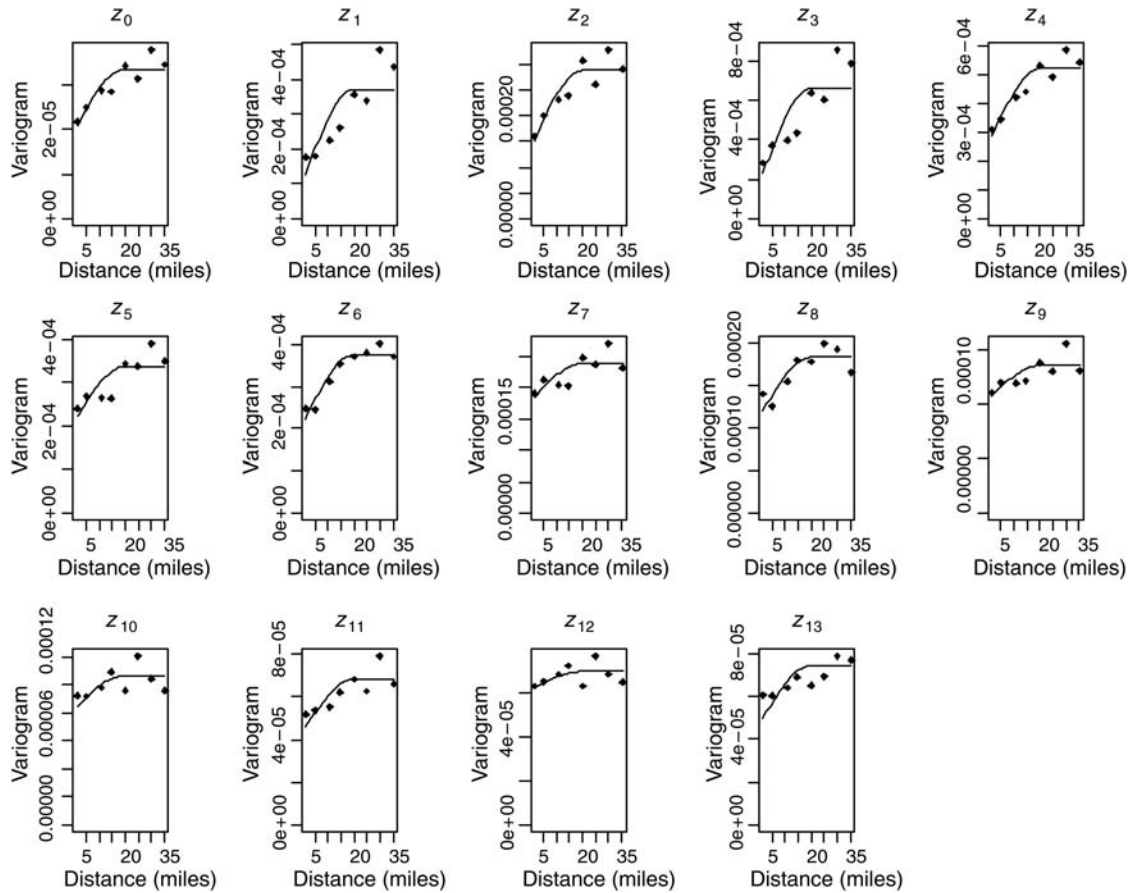 z0 z1 z2 z3 z4
Variogram 0e+00 2e-05
Variogram 0e+00 2e-04 4e-04
Variogram 0.00000 0.00020
Variogram 0e+00 4e-04 8e-04
Variogram 0e+00 3e-04 6e-04
5 20 35 5 20 35 5 20 35 5 20 35 5 20 35
Distance (miles) Distance (miles) Distance (miles) Distance (miles) Distance (miles)
z5 z6 z7 z8 z9
Variogram 0e+00 2e-04 4e-04
Variogram 0e+00 2e-04 4e-04
Variogram 0.00000 0.00015
Variogram 0.00000 0.00010 0.00020
Variogram 0.00000 0.00010
5 20 35 5 20 35 5 20 35 5 20 35 5 20 35
Distance (miles) Distance (miles) Distance (miles) Distance (miles) Distance (miles)
z10 z11 z12 z13
Variogram 0.00000 0.00006 0.00012
Variogram 0e+00 4e-05 8e-05
Variogram 0e+00 4e-05
Variogram 0e+00 4e-05 8e-05
5 20 35 5 20 35 5 20 35 5 20 35
Distance (miles) Distance (miles) Distance (miles) Distance (miles)